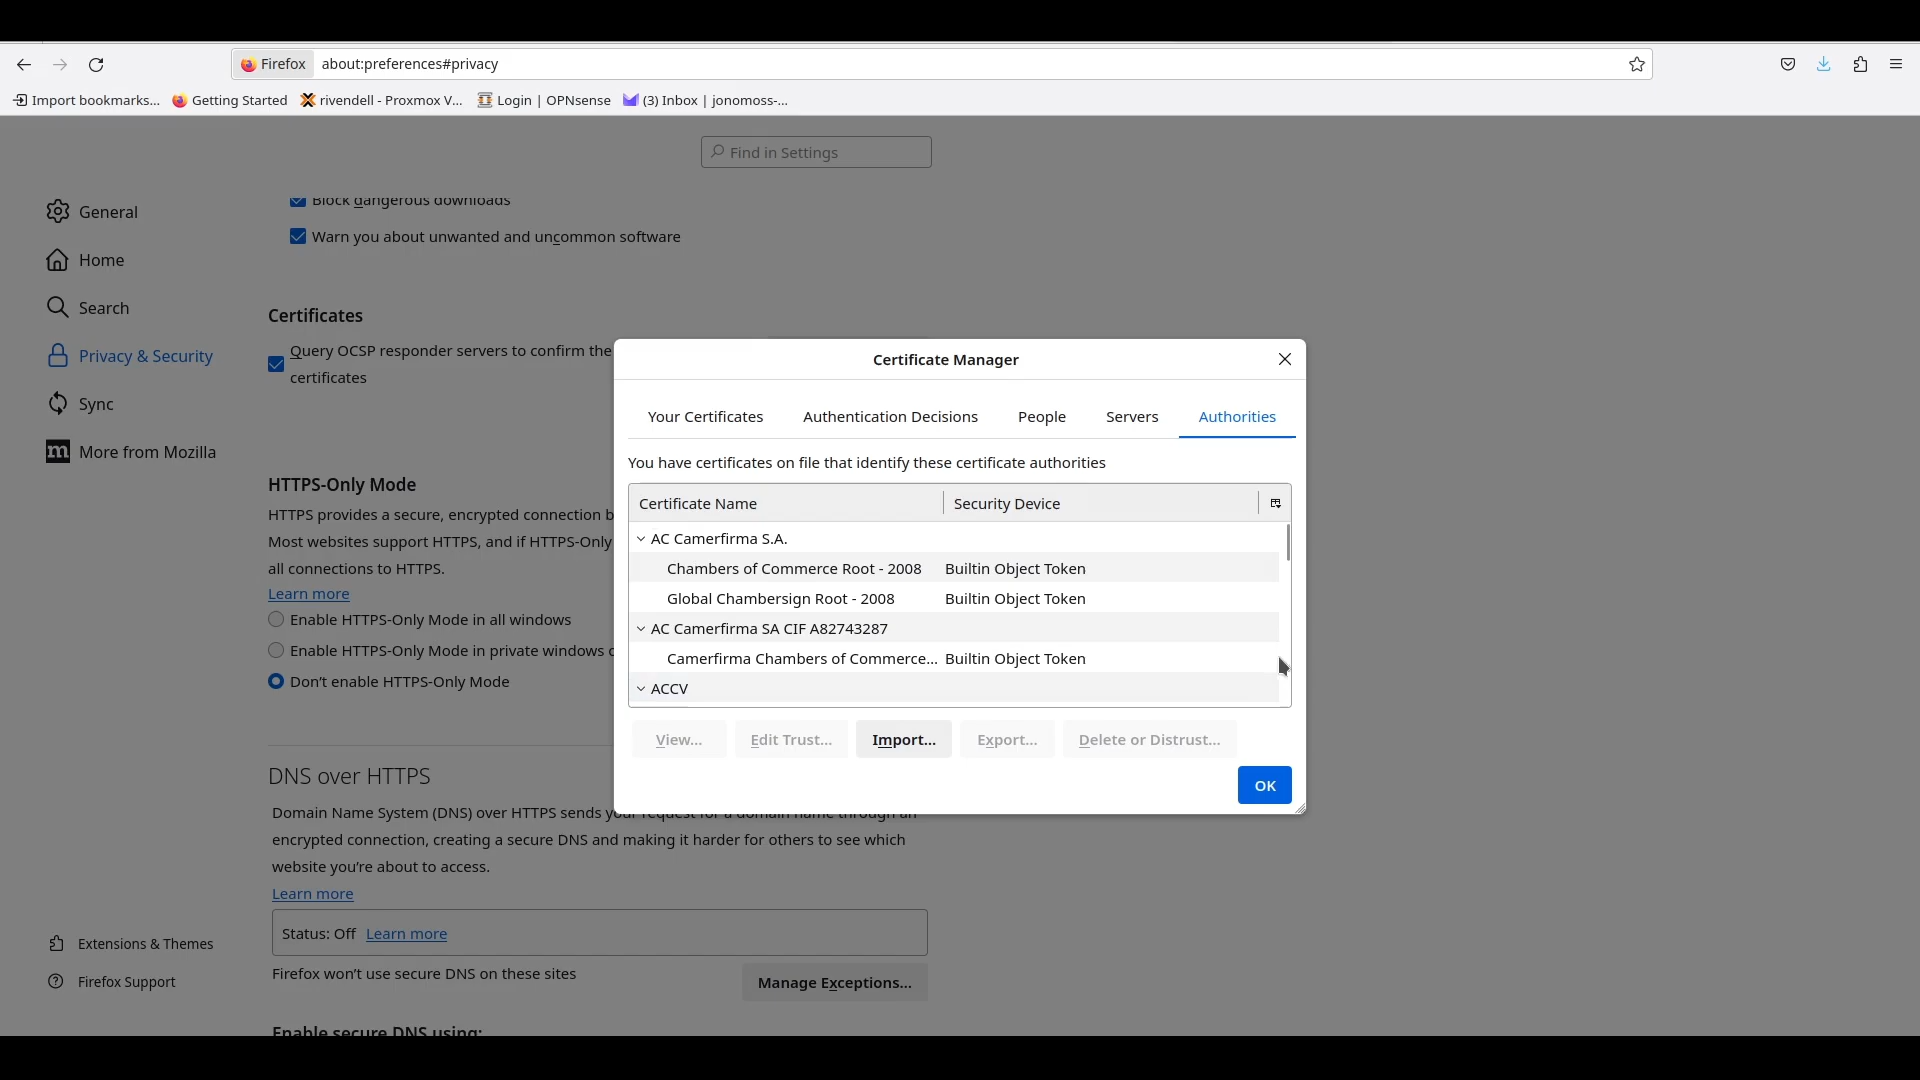 Firefox about:preferences#privacy
Import bookmarks... Getting Started rivendell - Proxmox V... Login | OPNsense (3) Inbox | jonomoss-...
Find in Settings
General
Home
Search
Privacy & Security
Sync
More from Mozilla
Extensions & Themes
Firefox Support
Block dangerous downloads
Warn you about unwanted and uncommon software
Certificates
Query OCSP responder servers to confirm the
certificates
HTTPS-Only Mode
HTTPS provides a secure, encrypted connection b
Most websites support HTTPS, and if HTTPS-Only
all connections to HTTPS.
Learn more
Enable HTTPS-Only Mode in all windows
Enable HTTPS-Only Mode in private windows o
Don't enable HTTPS-Only Mode
DNS over HTTPS
Domain Name System (DNS) over HTTPS sends your request for a domain name through an
encrypted connection, creating a secure DNS and making it harder for others to see which
website you're about to access.
Learn more
Status: Off Learn more
Firefox won't use secure DNS on these sites
Manage Exceptions...
Enable secure DNS using:
Certificate Manager
Your Certificates Authentication Decisions People Servers Authorities
You have certificates on file that identify these certificate authorities
Certificate Name Security Device
AC Camerfirma S.A.
Chambers of Commerce Root - 2008 Builtin Object Token
Global Chambersign Root - 2008 Builtin Object Token
AC Camerfirma SA CIF A82743287
Camerfirma Chambers of Commerce... Builtin Object Token
ACCV
View... Edit Trust... Import... Export... Delete or Distrust...
OK